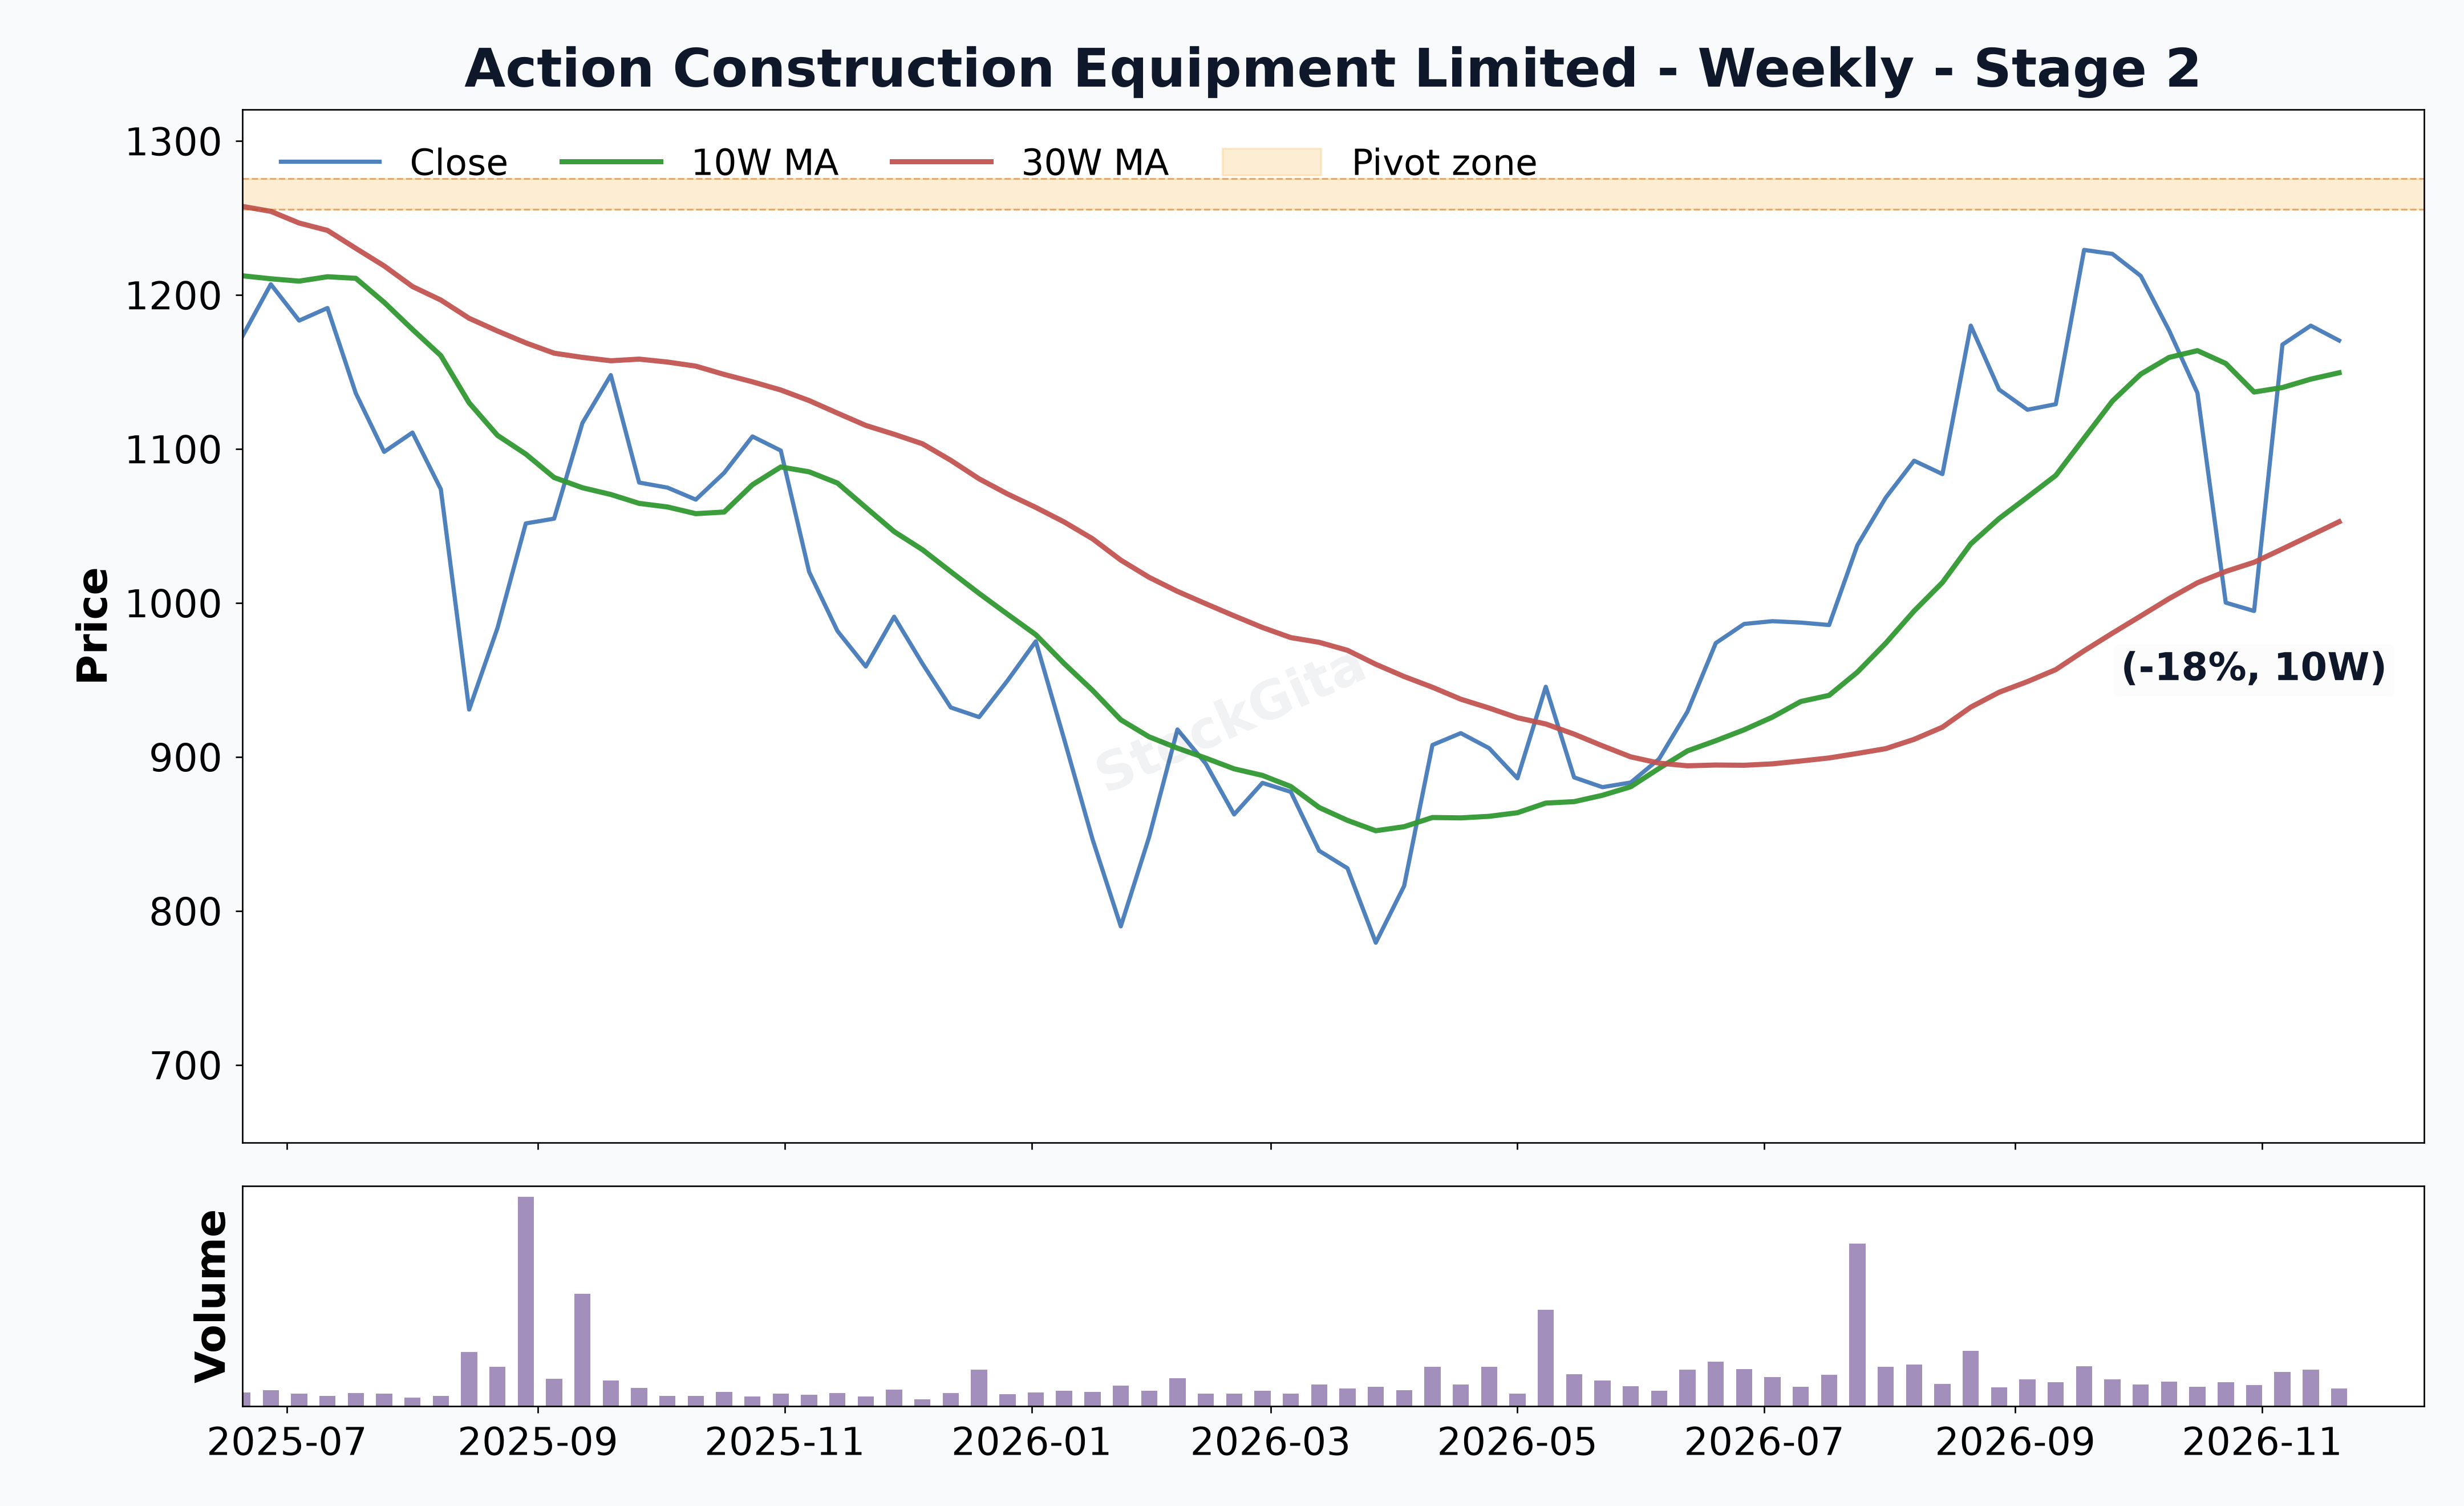 Action Construction Equipment Limited - Weekly - Stage 2
Close 10W MA 30W MA Pivot zone
1300
1200
1100
1000
900
800
700
Price
(-18%, 10W)
StockGita
Volume
2025-07 2025-09 2025-11 2026-01 2026-03 2026-05 2026-07 2026-09 2026-11